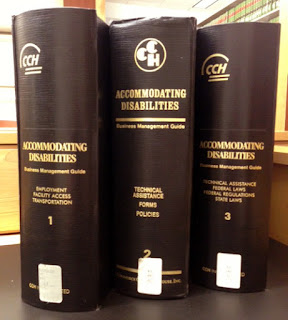 CCH
ACCOMMODATING
DISABILITIES
Business Management Guide
EMPLOYMENT
FACILITY ACCESS
TRANSPORTATION
1
CCH
ACCOMMODATING
DISABILITIES
Business Management Guide
TECHNICAL
ASSISTANCE
FORMS
POLICIES
2
CCH
ACCOMMODATING
DISABILITIES
Business Management Guide
TECHNICAL ASSISTANCE
FEDERAL LAWS
FEDERAL REGULATIONS
STATE LAWS
3